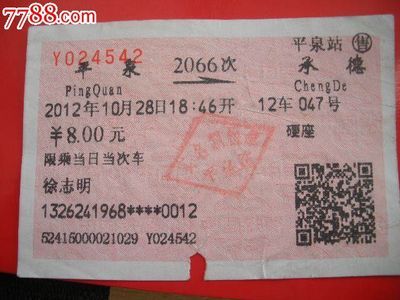 7788.com
Y024542
平泉站 售
平泉 2066次 承德
PingQuan ChengDe
2012年10月28日18:46开 12车 047号
¥8.00元 硬座
限乘当日当次车
徐志明
1326241968****0012
52415000021029 Y024542